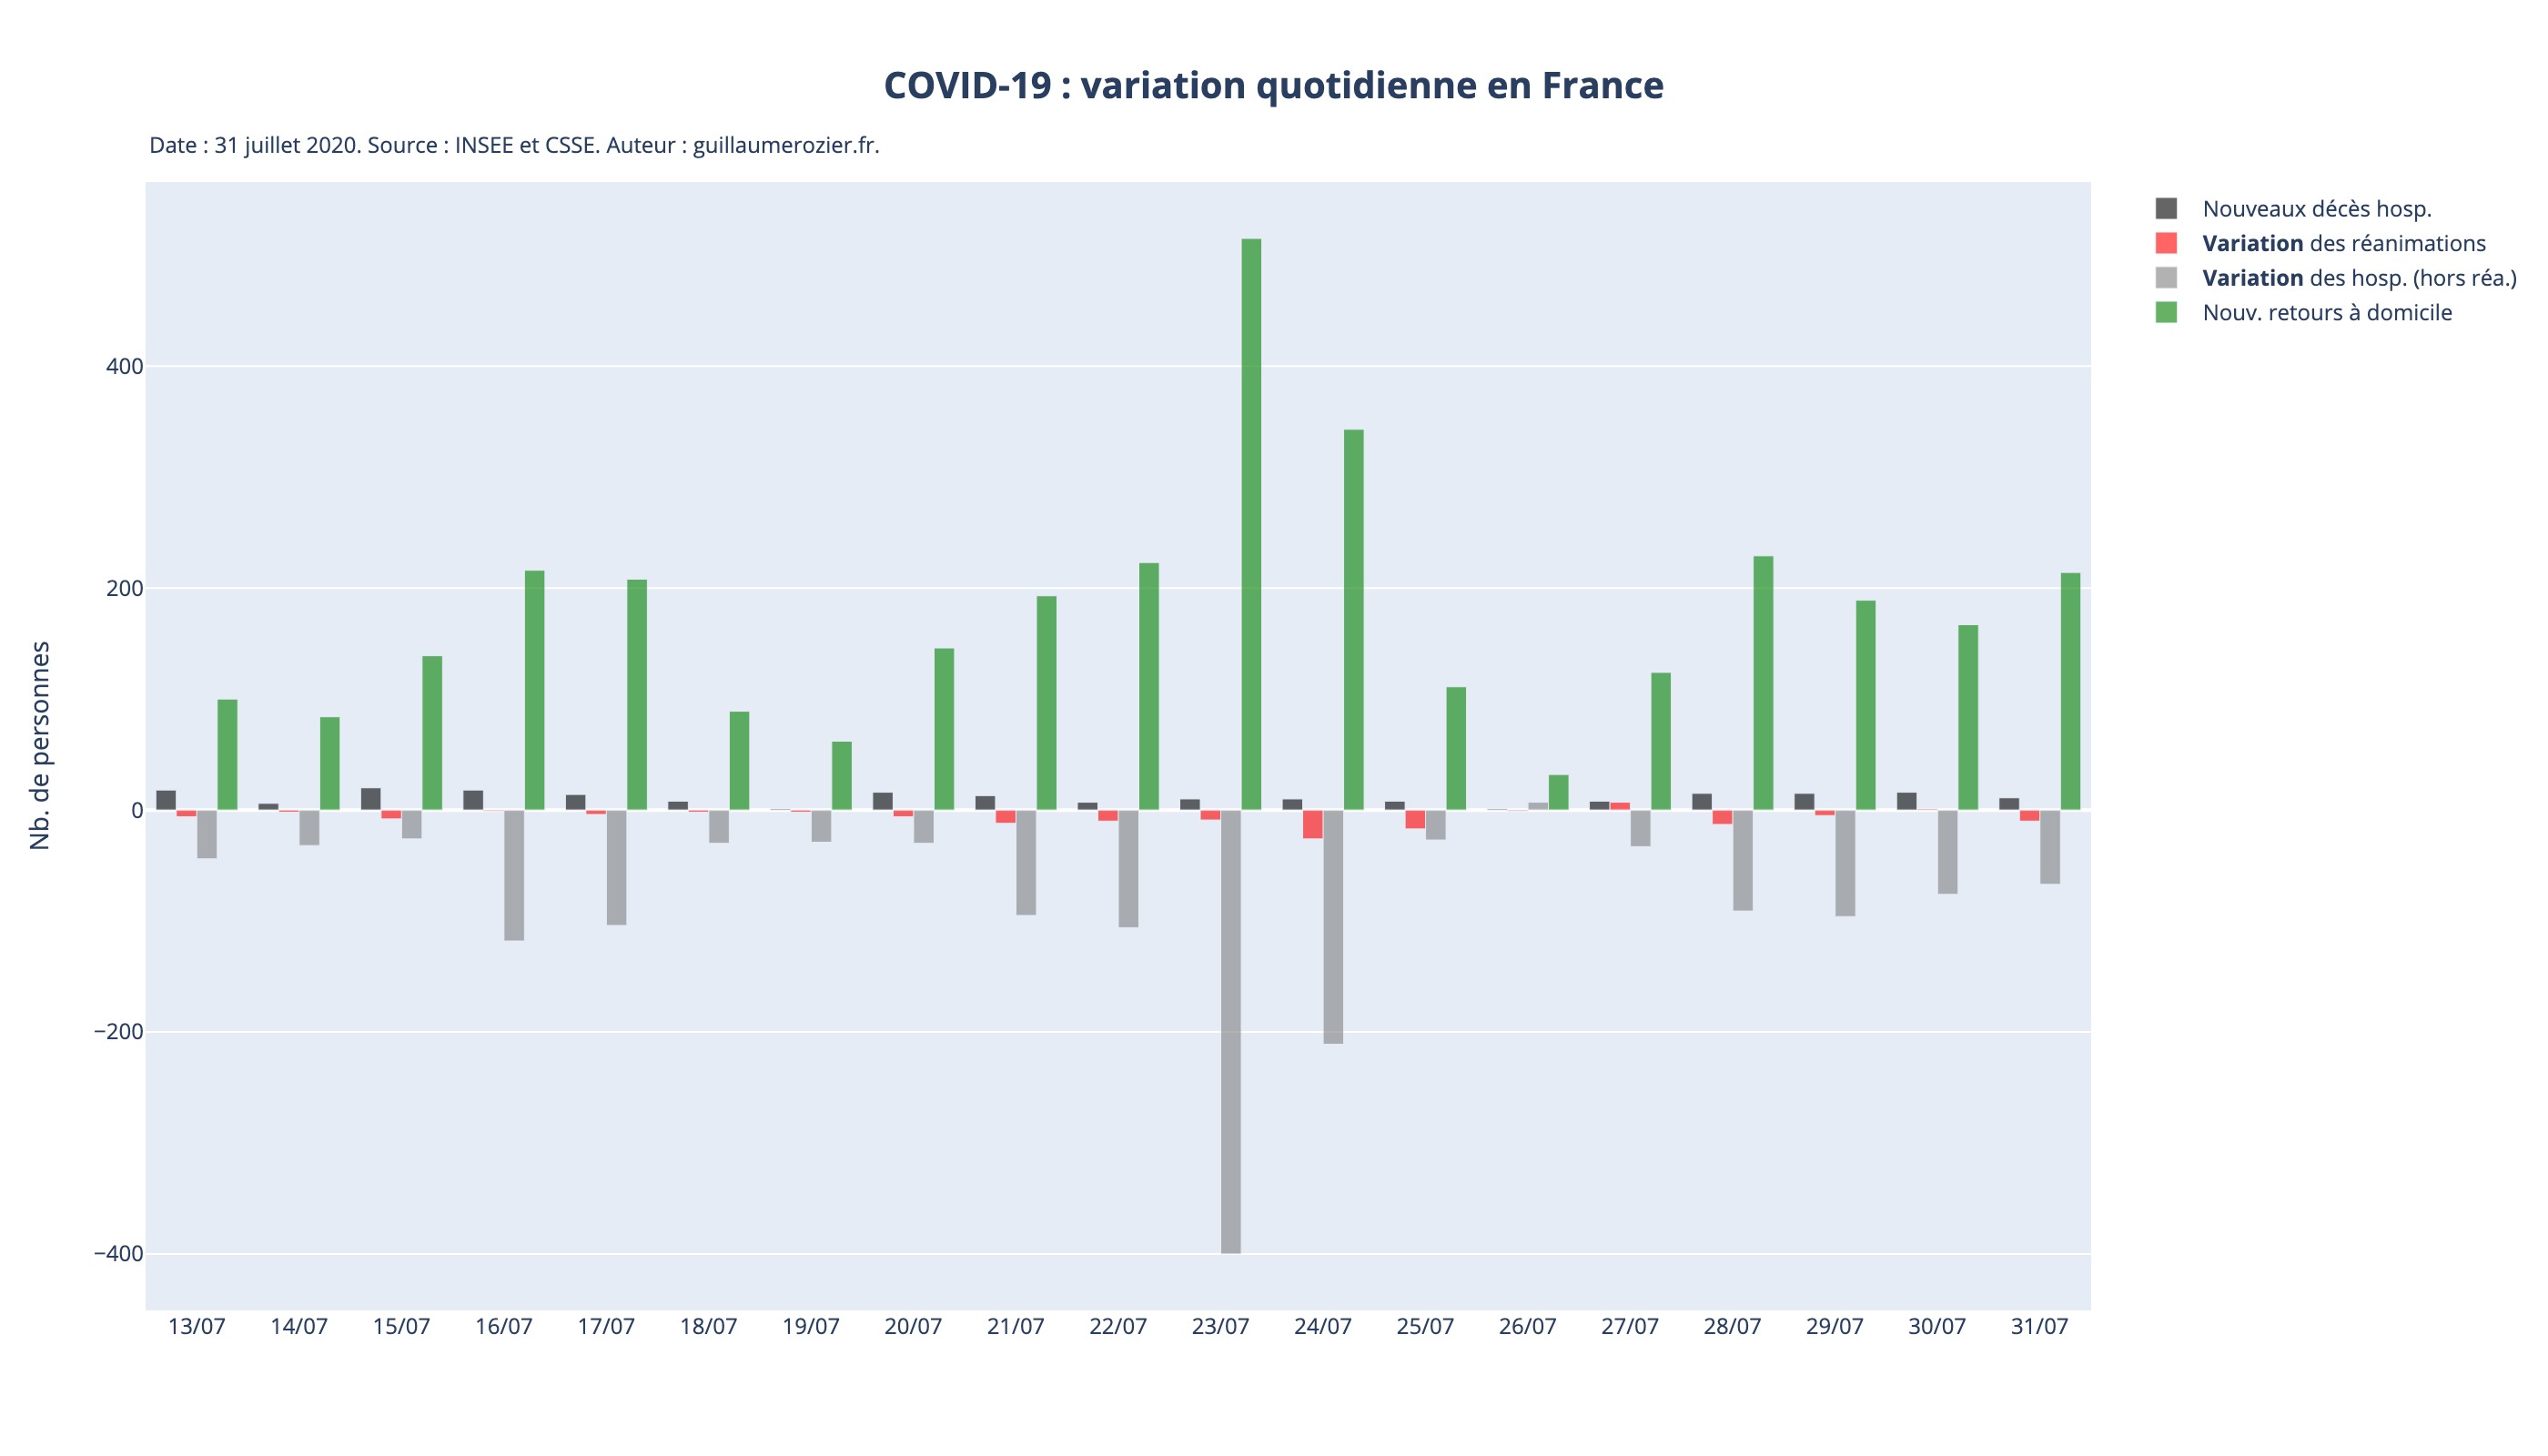 COVID-19 : variation quotidienne en France
Date : 31 juillet 2020. Source : INSEE et CSSE. Auteur : guillaumerozier.fr.
Nouveaux décès hosp.
Variation des réanimations
Variation des hosp. (hors réa.)
Nouv. retours à domicile
Nb. de personnes
400
200
0
−200
−400
13/07 14/07 15/07 16/07 17/07 18/07 19/07 20/07 21/07 22/07 23/07 24/07 25/07 26/07 27/07 28/07 29/07 30/07 31/07